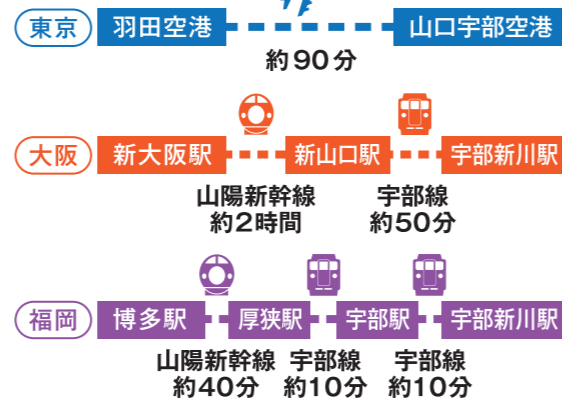 東京 羽田空港 山口宇部空港
約90分
大阪 新大阪駅 新山口駅 宇部新川駅
山陽新幹線 宇部線
約2時間 約50分
福岡 博多駅 厚狭駅 宇部駅 宇部新川駅
山陽新幹線 宇部線 宇部線
約40分 約10分 約10分